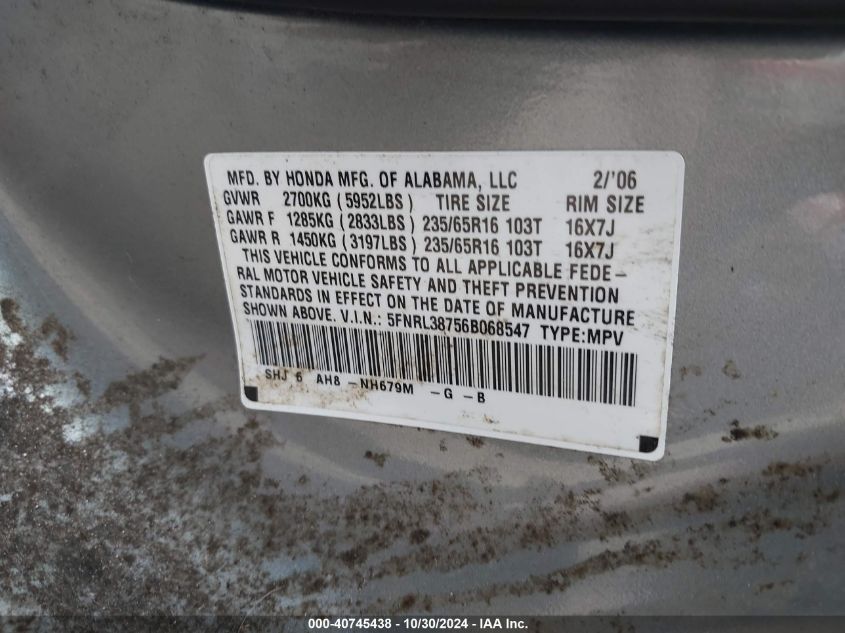 MFD. BY HONDA MFG. OF ALABAMA, LLC 2/'06
GVWR 2700KG (5952LBS) TIRE SIZE RIM SIZE
GAWR F 1285KG (2833LBS) 235/65R16 103T 16X7J
GAWR R 1450KG (3197LBS) 235/65R16 103T 16X7J
THIS VEHICLE CONFORMS TO ALL APPLICABLE FEDE-
RAL MOTOR VEHICLE SAFETY AND THEFT PREVENTION
STANDARDS IN EFFECT ON THE DATE OF MANUFACTURE
SHOWN ABOVE. V.I.N.: 5FNRL38756B068547 TYPE:MPV
SHJ 6 AH8 -NH679M -G -B
000-40745438 - 10/30/2024 - IAA Inc.